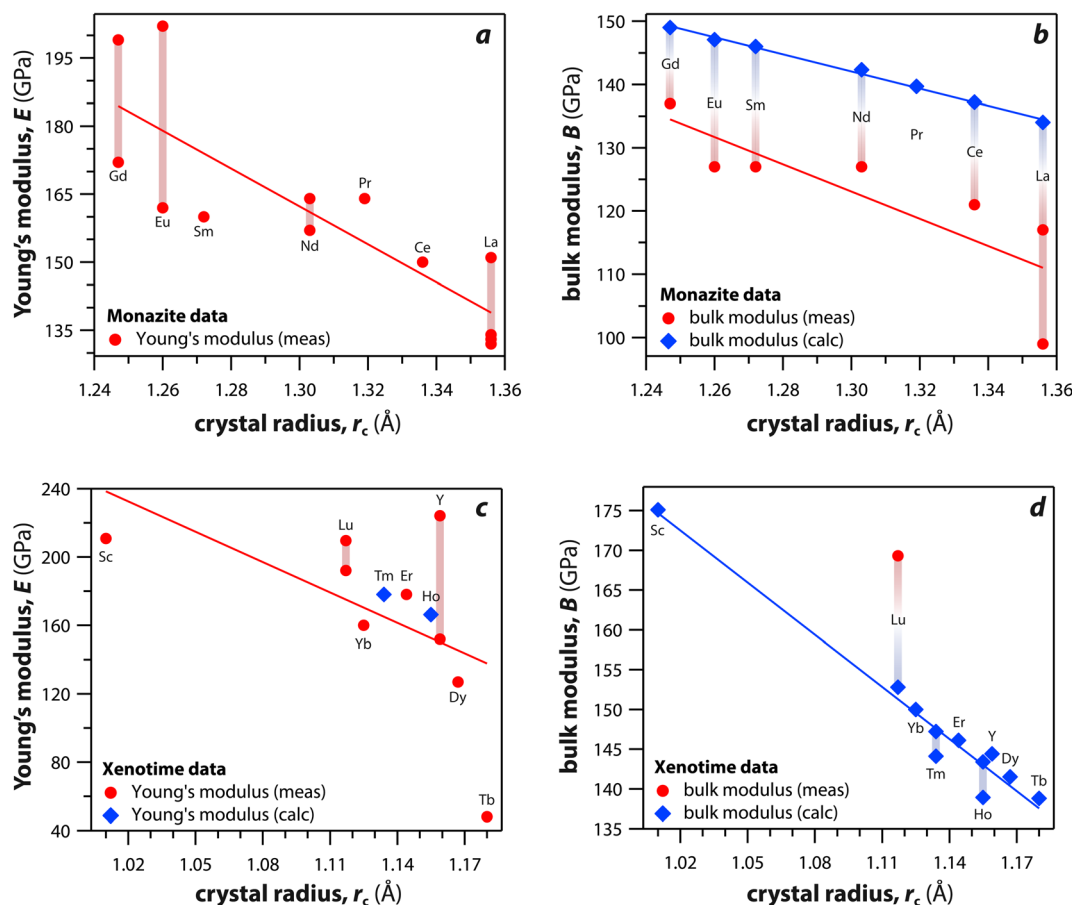 a
Young's modulus, E (GPa)
195
180
165
150
135
Gd
Eu
Sm
Nd
Pr
Ce
La
Monazite data
Young's modulus (meas)
1.24
1.26
1.28
1.30
1.32
1.34
1.36
crystal radius, rc (Å)
b
bulk modulus, B (GPa)
150
140
130
120
110
100
Gd
Eu
Sm
Nd
Pr
Ce
La
Monazite data
bulk modulus (meas)
bulk modulus (calc)
1.24
1.26
1.28
1.30
1.32
1.34
1.36
crystal radius, rc (Å)
c
Young's modulus, E (GPa)
240
200
160
120
80
40
Sc
Lu
Yb
Tm
Er
Ho
Y
Dy
Tb
Xenotime data
Young's modulus (meas)
Young's modulus (calc)
1.02
1.05
1.08
1.11
1.14
1.17
crystal radius, rc (Å)
d
bulk modulus, B (GPa)
175
170
165
160
155
150
145
140
135
Sc
Lu
Yb
Tm
Er
Ho
Y
Dy
Tb
Xenotime data
bulk modulus (meas)
bulk modulus (calc)
1.02
1.05
1.08
1.11
1.14
1.17
crystal radius, rc (Å)